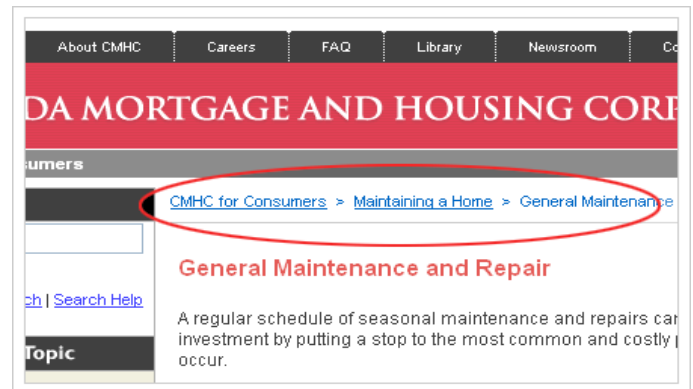 About CMHC Careers FAQ Library Newsroom Co
DA MORTGAGE AND HOUSING CORP
sumers
CMHC for Consumers > Maintaining a Home > General Maintenance
General Maintenance and Repair
ch | Search Help
A regular schedule of seasonal maintenance and repairs can
investment by putting a stop to the most common and costly p
Topic
occur.